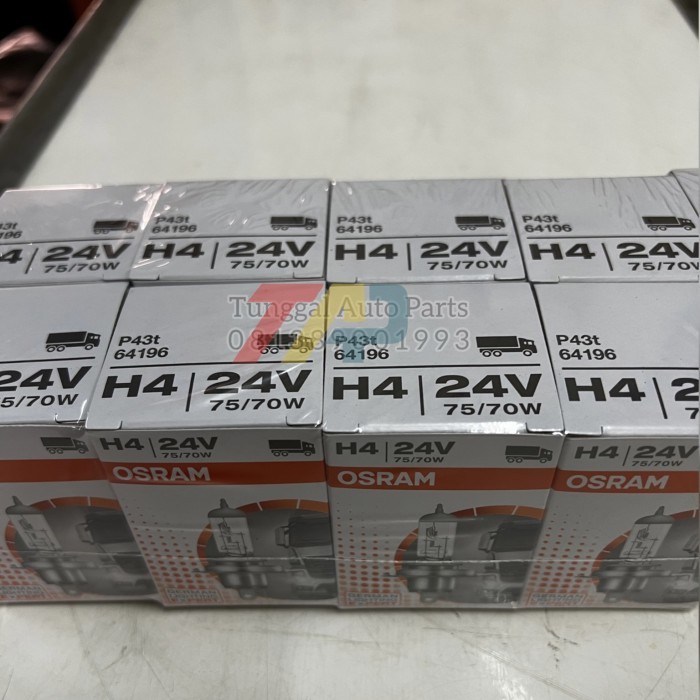 P43t
64196
H4 | 24V
75/70W
P43t
64196
H4 | 24V
75/70W
P43t
64196
H4 | 24V
75/70W
64196
4 | 24V
75/70W
Tunggal Auto Parts
P43t
64196
H4 | 24V
75/70W
P43t
64196
H4 | 24V
75/70W
P43t
64196
H4 | 2
24V
5/70W
H4 | 24V
75/70W
OSRAM
H4 | 24V
75/70W
OSRAM
H4 | 24V
75/70W
OSRAM